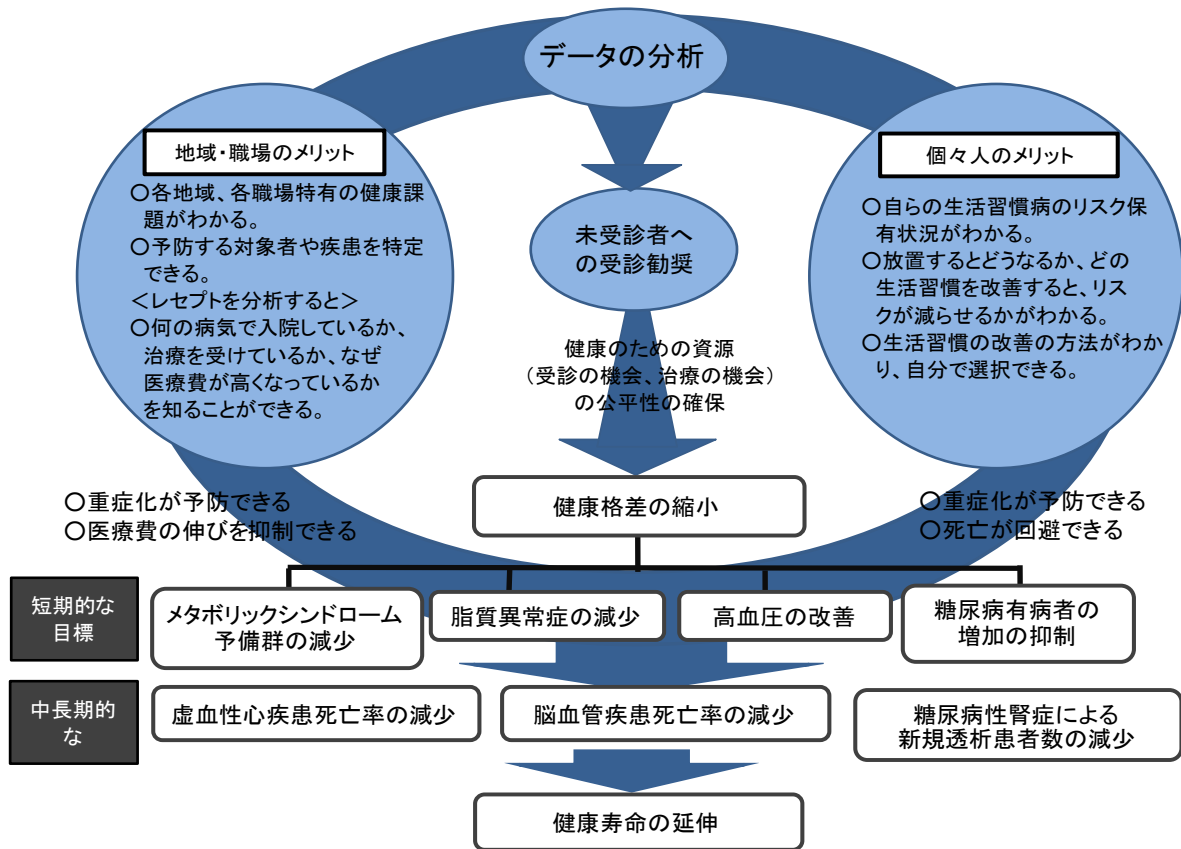 データの分析
地域・職場のメリット
○各地域、各職場特有の健康課
題がわかる。
○予防する対象者や疾患を特定
できる。
＜レセプトを分析すると＞
○何の病気で入院しているか、
治療を受けているか、なぜ
医療費が高くなっているか
を知ることができる。
未受診者へ
の受診勧奨
個々人のメリット
○自らの生活習慣病のリスク保
有状況がわかる。
○放置するとどうなるか、どの
生活習慣を改善すると、リス
クが減らせるかがわかる。
○生活習慣の改善の方法がわか
り、自分で選択できる。
健康のための資源
（受診の機会、治療の機会）
の公平性の確保
○重症化が予防できる
○医療費の伸びを抑制できる
健康格差の縮小
○重症化が予防できる
○死亡が回避できる
短期的な
目標
メタボリックシンドローム
予備群の減少
脂質異常症の減少
高血圧の改善
糖尿病有病者の
増加の抑制
中長期的
な
虚血性心疾患死亡率の減少
脳血管疾患死亡率の減少
糖尿病性腎症による
新規透析患者数の減少
健康寿命の延伸